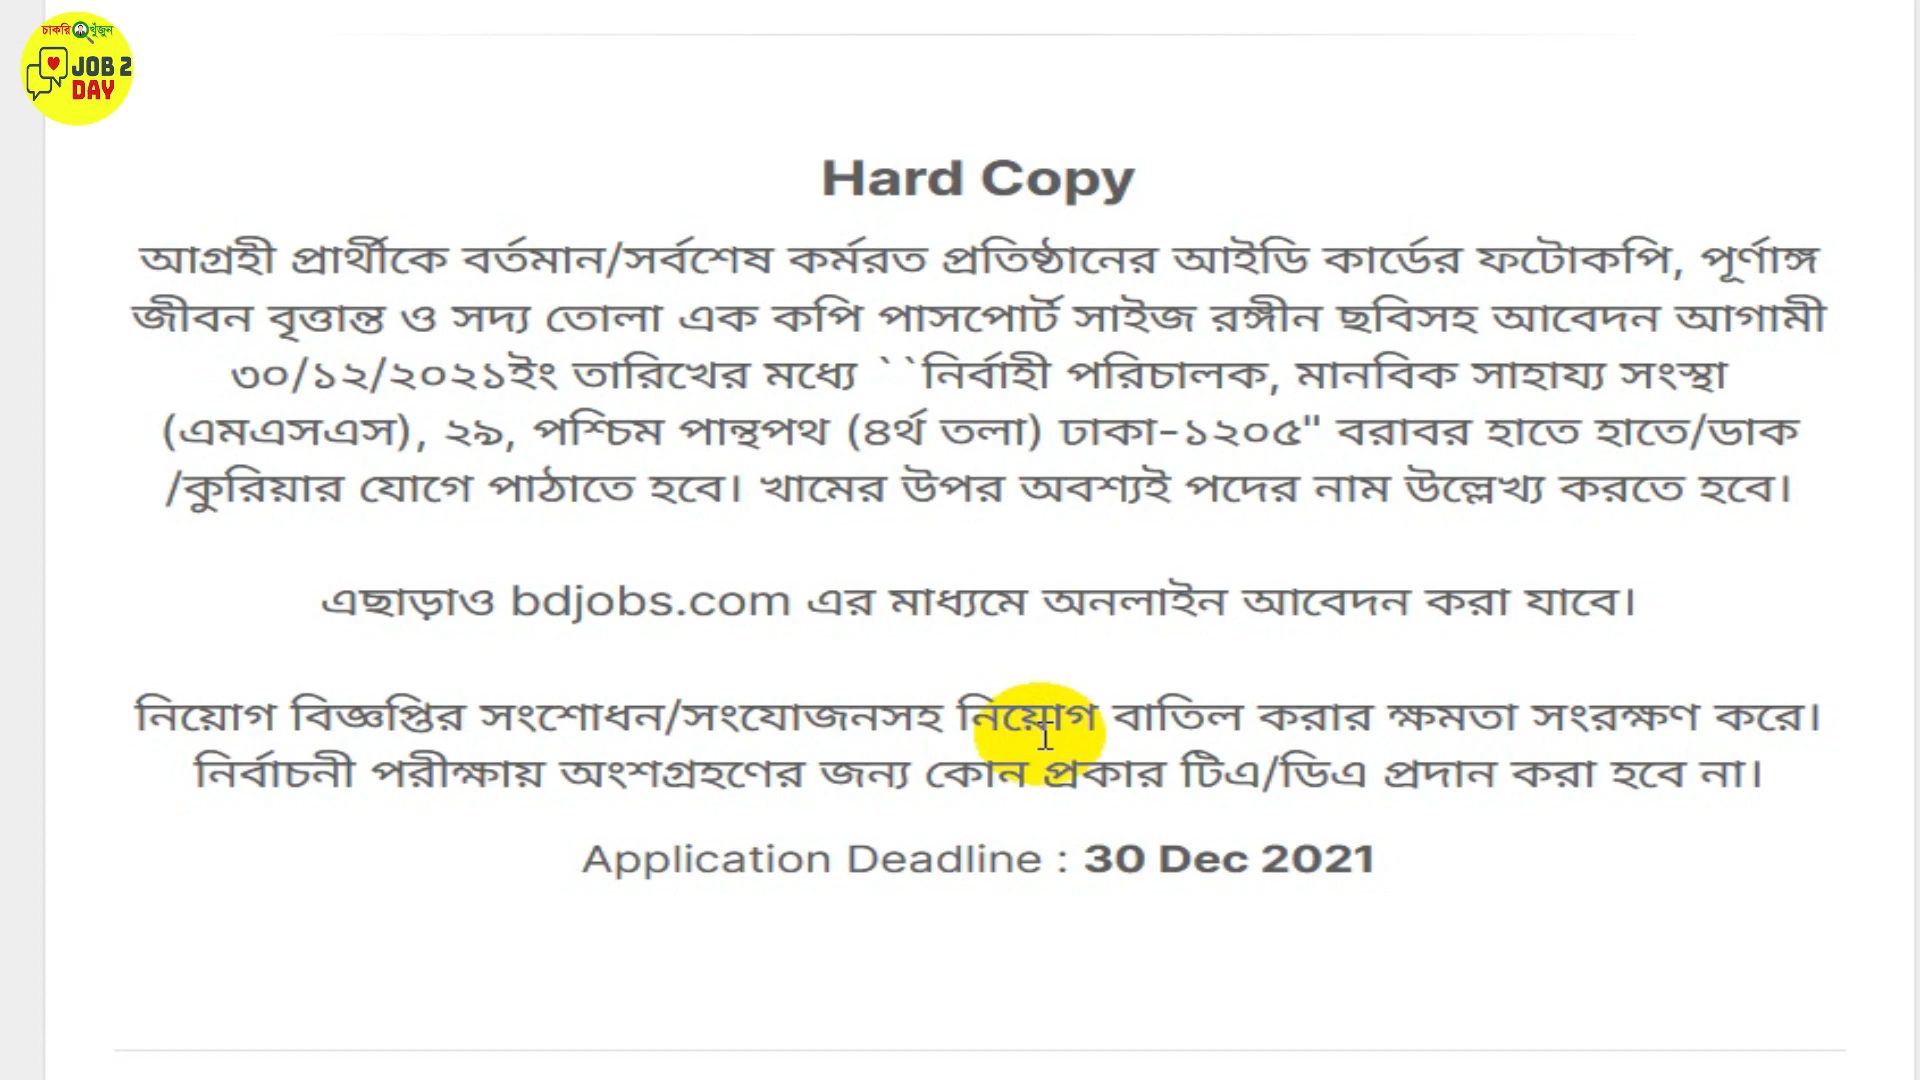 চাকরি খুঁজুন
JOB 2
DAY
Hard Copy
আগ্রহী প্রার্থীকে বর্তমান/সর্বশেষ কর্মরত প্রতিষ্ঠানের আইডি কার্ডের ফটোকপি, পূর্ণাঙ্গ
জীবন বৃত্তান্ত ও সদ্য তোলা এক কপি পাসপোর্ট সাইজ রঙ্গীন ছবিসহ আবেদন আগামী
৩০/১২/২০২১ইং তারিখের মধ্যে ``নির্বাহী পরিচালক, মানবিক সাহায্য সংস্থা
(এমএসএস), ২৯, পশ্চিম পান্থপথ (৪র্থ তলা) ঢাকা-১২০৫" বরাবর হাতে হাতে/ডাক
/কুরিয়ার যোগে পাঠাতে হবে। খামের উপর অবশ্যই পদের নাম উল্লেখ্য করতে হবে।
এছাড়াও bdjobs.com এর মাধ্যমে অনলাইন আবেদন করা যাবে।
নিয়োগ বিজ্ঞপ্তির সংশোধন/সংযোজনসহ নিয়োগ বাতিল করার ক্ষমতা সংরক্ষণ করে।
নির্বাচনী পরীক্ষায় অংশগ্রহণের জন্য কোন প্রকার টিএ/ডিএ প্রদান করা হবে না।
Application Deadline : 30 Dec 2021